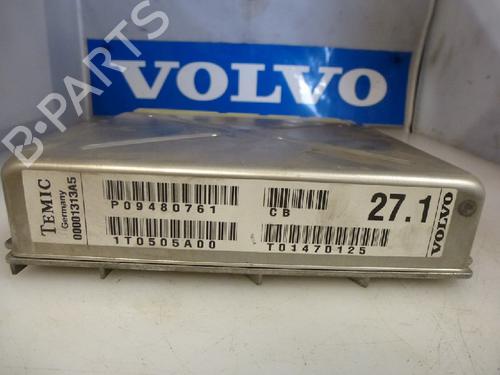 B-PARTS
VOLVO
TEMIC
Germany
00001313A5
P09480761
1T0505A00
CB
T01470125
27.1
VOLVO